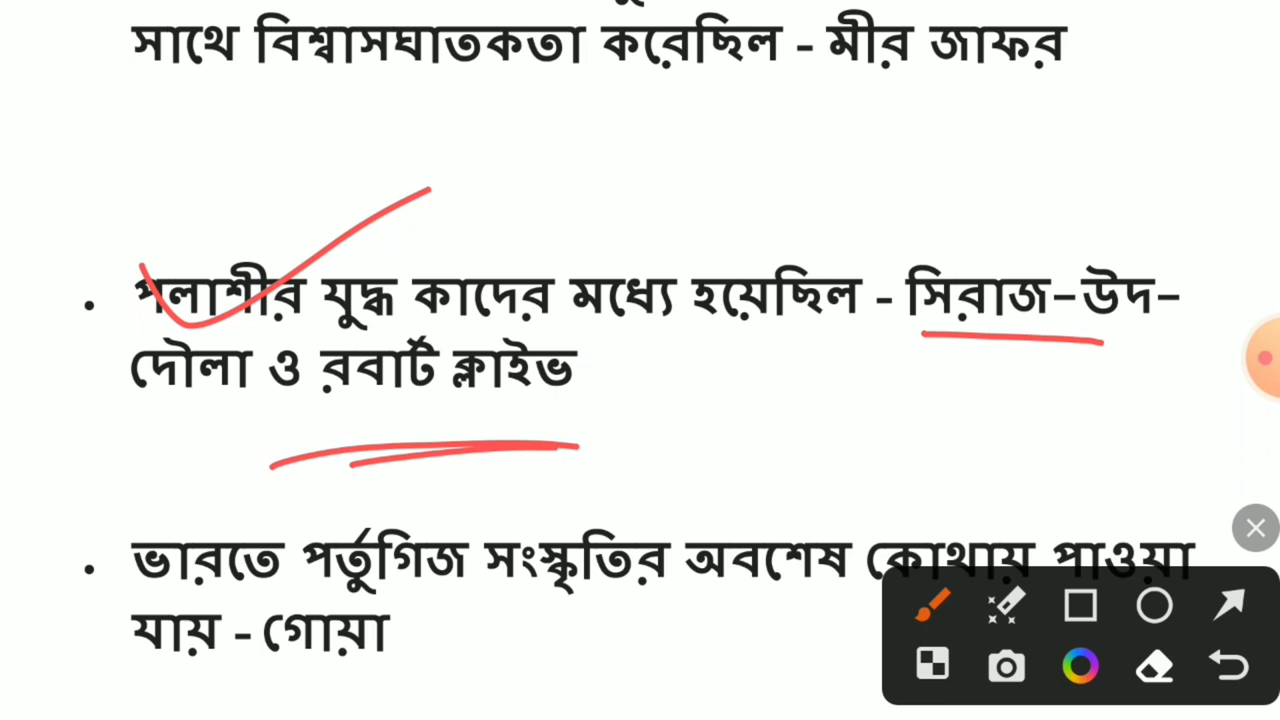 সাথে বিশ্বাসঘাতকতা করেছিল - মীর জাফর
. পলাশীর যুদ্ধ কাদের মধ্যে হয়েছিল - সিরাজ-উদ-
দৌলা ও রবার্ট ক্লাইভ
. ভারতে পর্তুগিজ সংস্কৃতির অবশেষ কোথায় পাওয়া
যায় - গোয়া